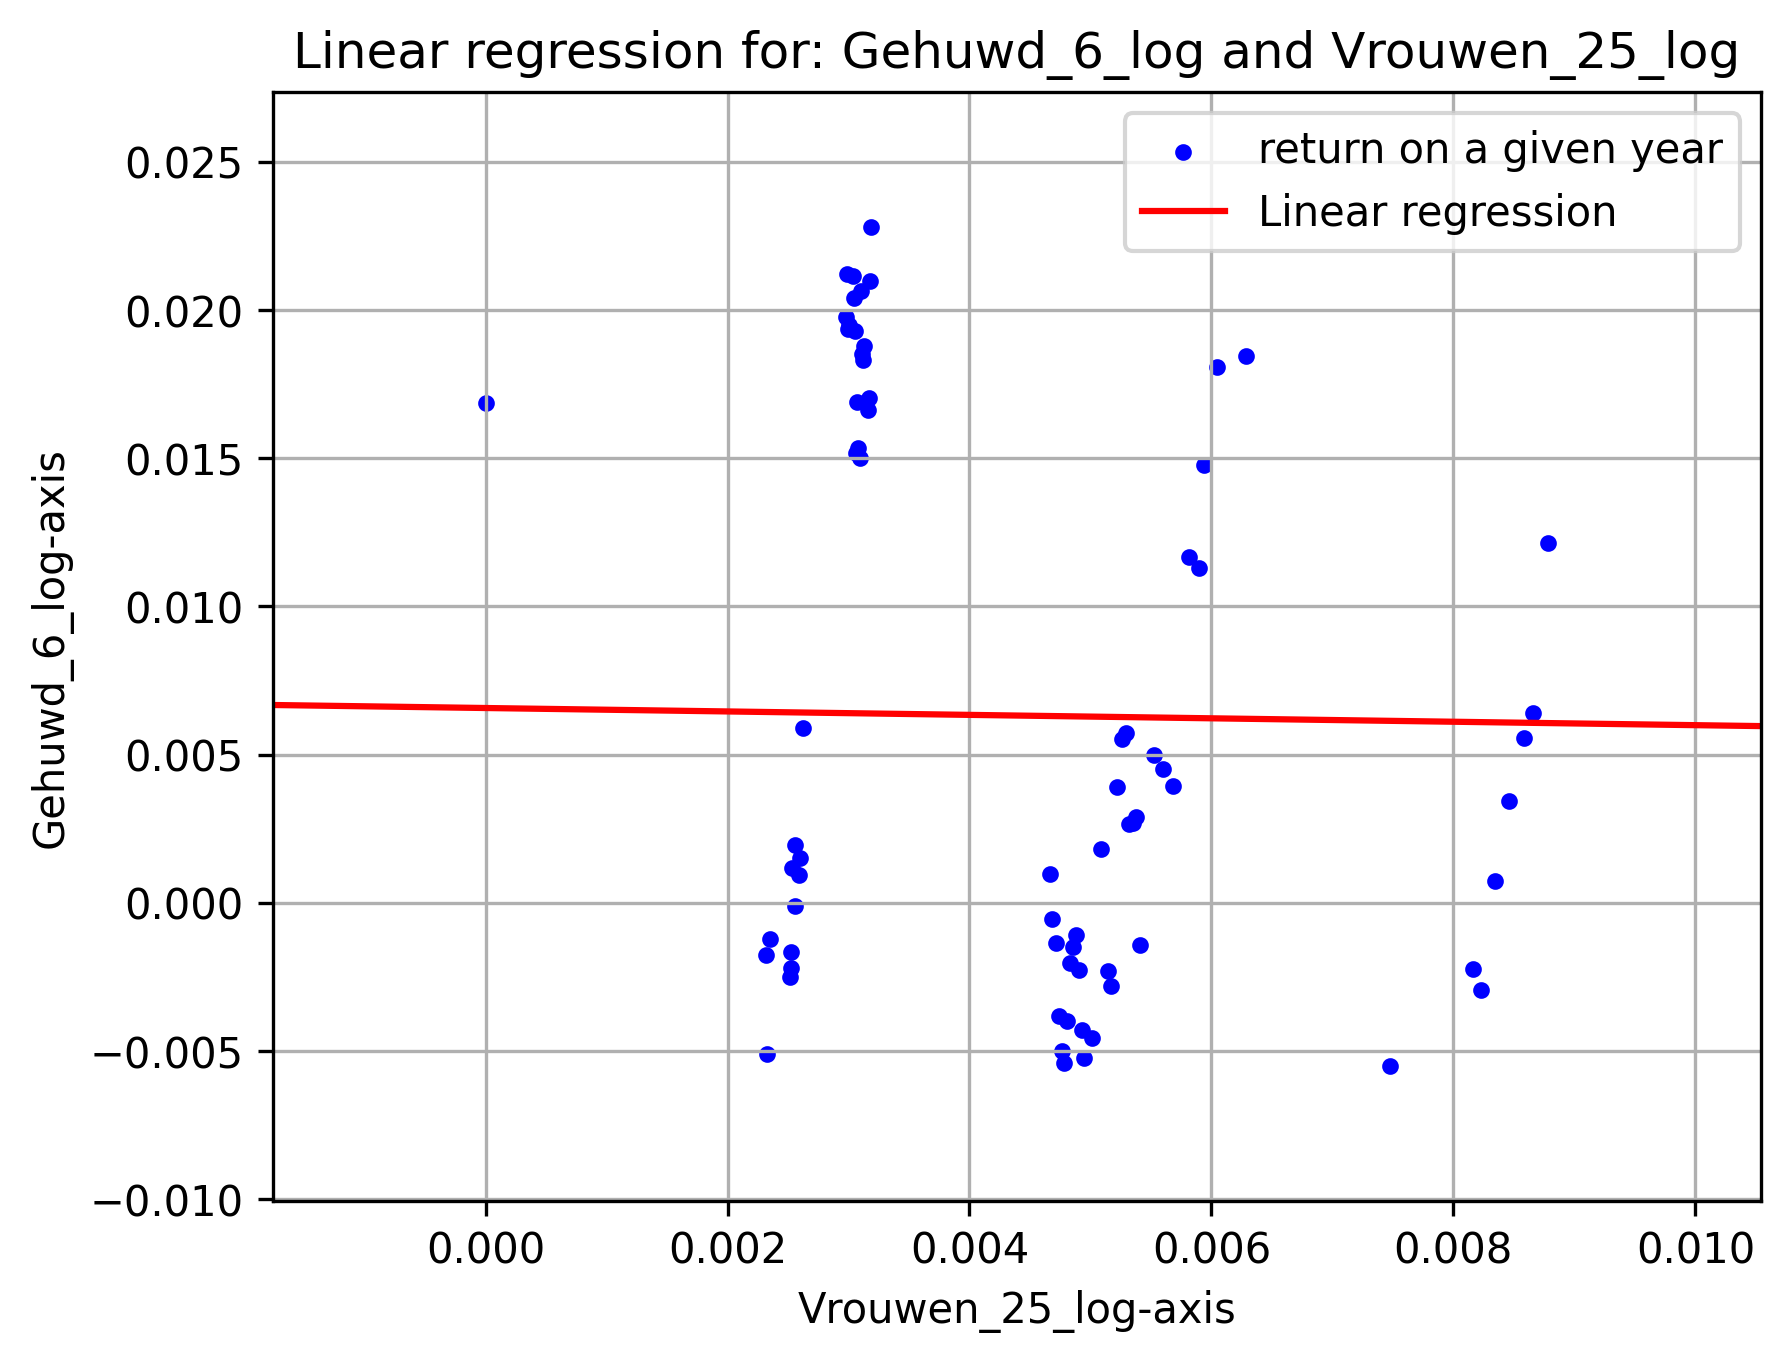 Linear regression for: Gehuwd_6_log and Vrouwen_25_log
return on a given year
Linear regression
0.025
0.020
0.015
0.010
0.005
0.000
−0.005
−0.010
Gehuwd_6_log-axis
0.000 0.002 0.004 0.006 0.008 0.010
Vrouwen_25_log-axis